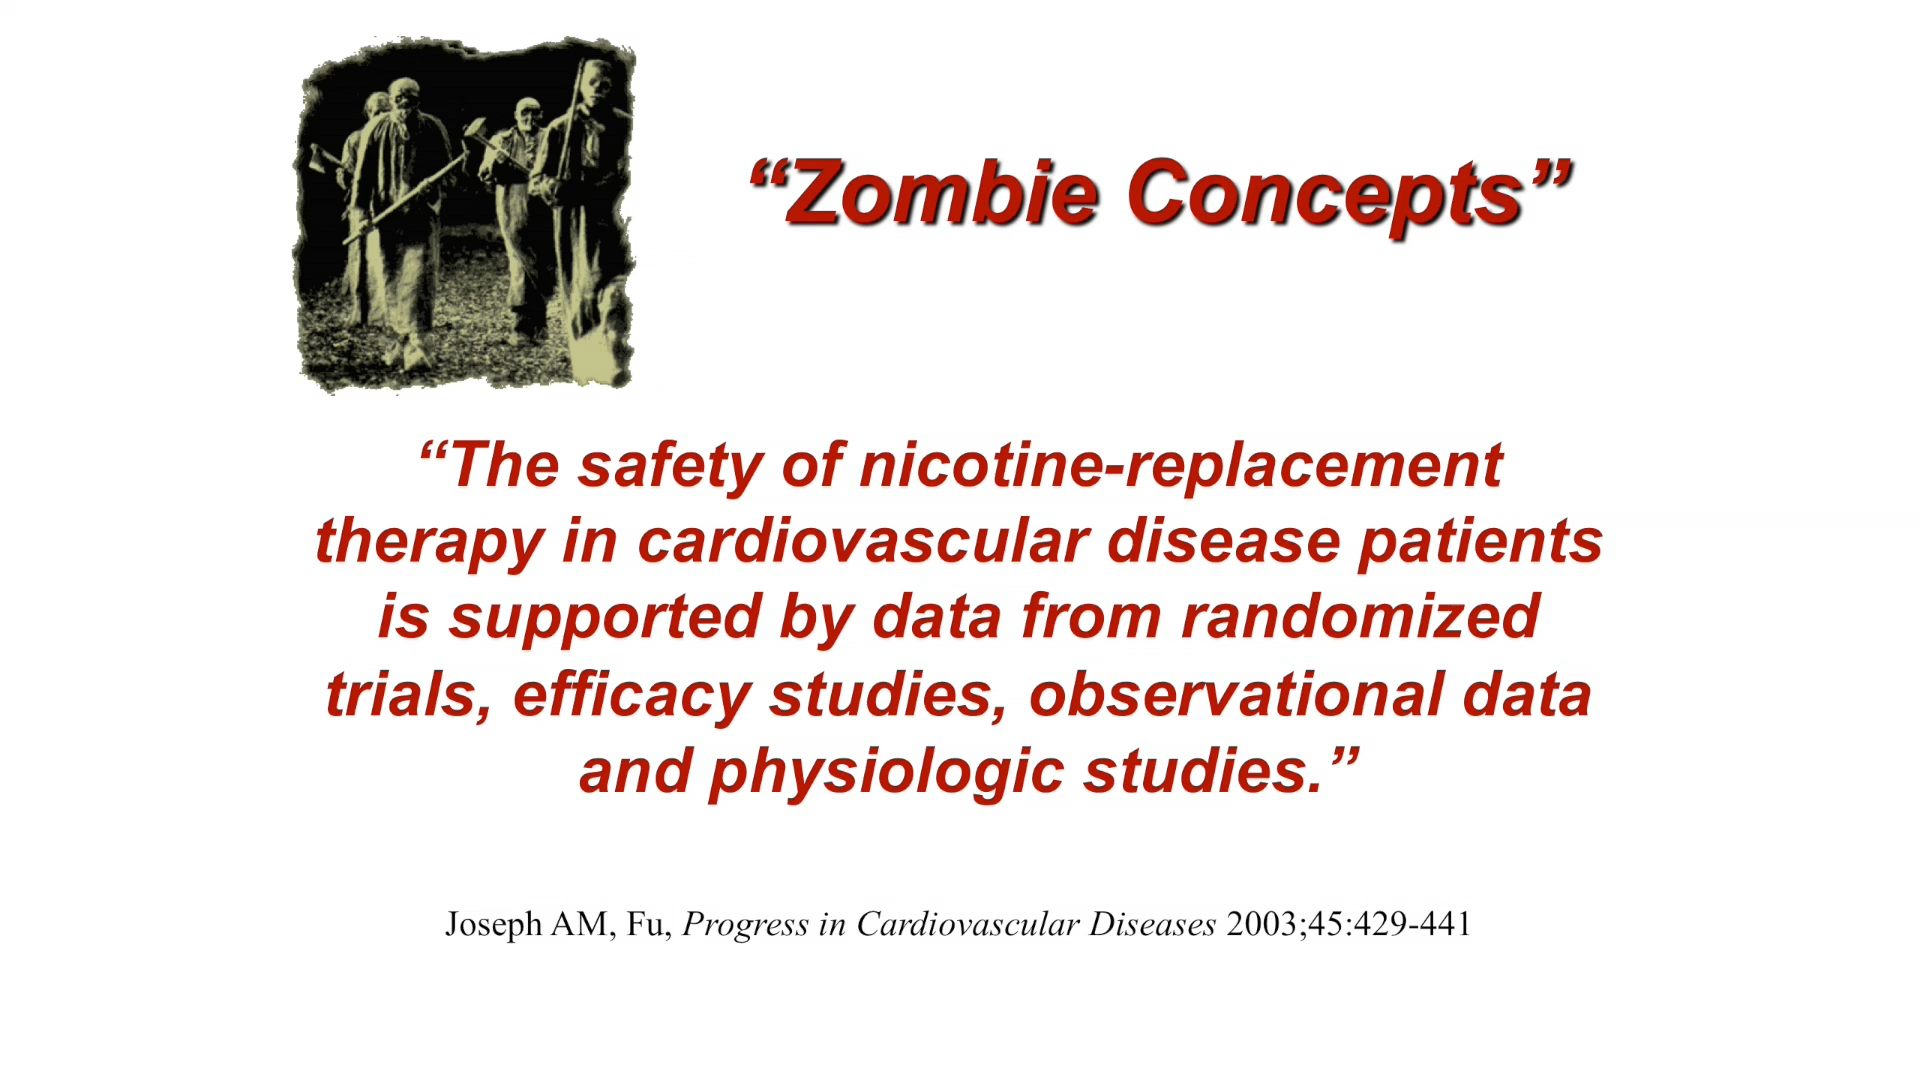 “Zombie Concepts”
“The safety of nicotine-replacement
therapy in cardiovascular disease patients
is supported by data from randomized
trials, efficacy studies, observational data
and physiologic studies.”
Joseph AM, Fu, Progress in Cardiovascular Diseases 2003;45:429-441